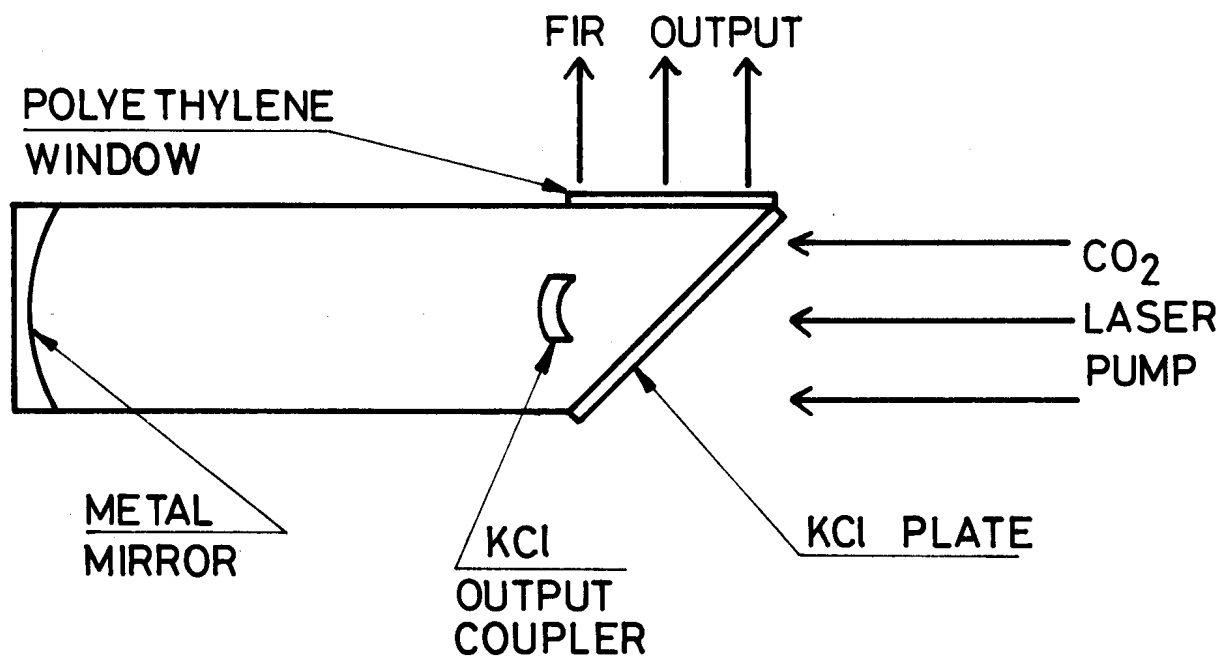 FIR OUTPUT
POLYETHYLENE
WINDOW
CO₂
LASER
PUMP
METAL
MIRROR
KCl
OUTPUT
COUPLER
KCl PLATE